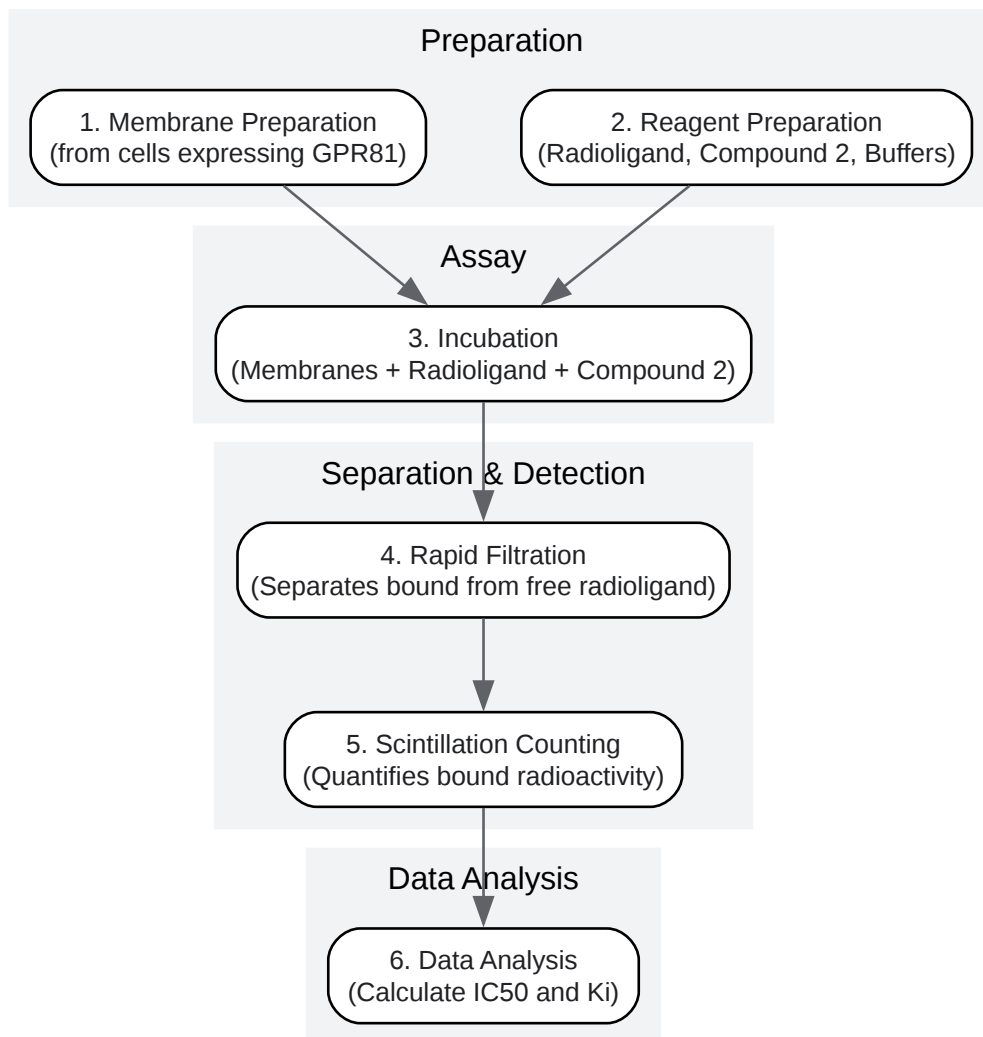 Preparation
1. Membrane Preparation
(from cells expressing GPR81)
2. Reagent Preparation
(Radioligand, Compound 2, Buffers)
Assay
3. Incubation
(Membranes + Radioligand + Compound 2)
Separation & Detection
4. Rapid Filtration
(Separates bound from free radioligand)
5. Scintillation Counting
(Quantifies bound radioactivity)
Data Analysis
6. Data Analysis
(Calculate IC50 and Ki)